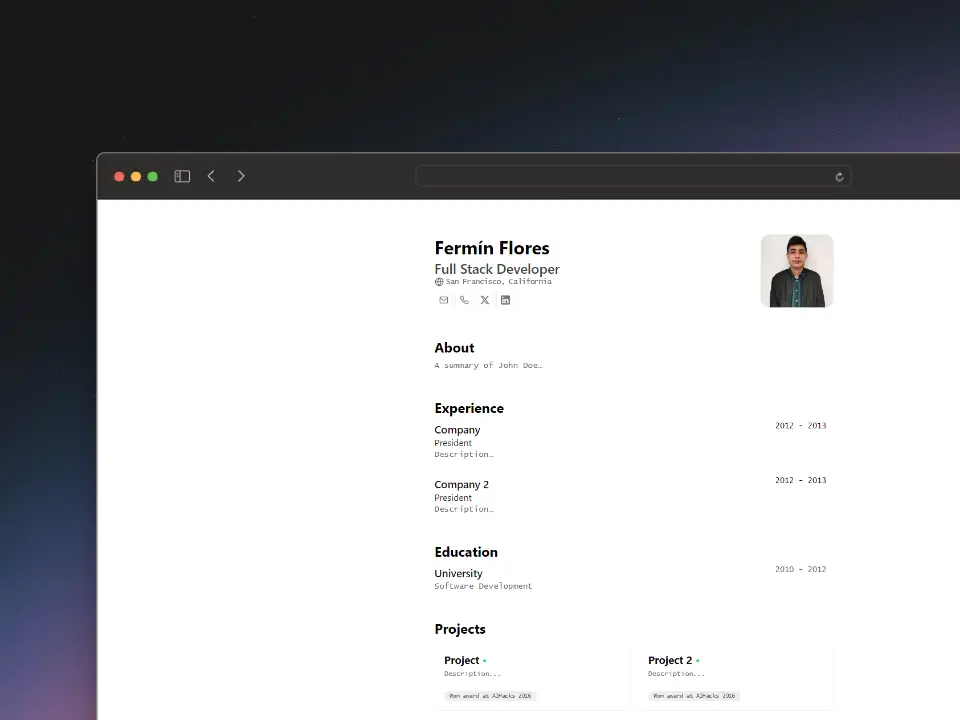 Fermín Flores
Full Stack Developer
San Francisco, California
About
A summary of John Doe…
Experience
Company
2012 - 2013
President
Description…
Company 2
2012 - 2013
President
Description…
Education
University
2010 - 2012
Software Development
Projects
Project
Description...
Won award at AIHacks 2016
Project 2
Description...
Won award at AIHacks 2016